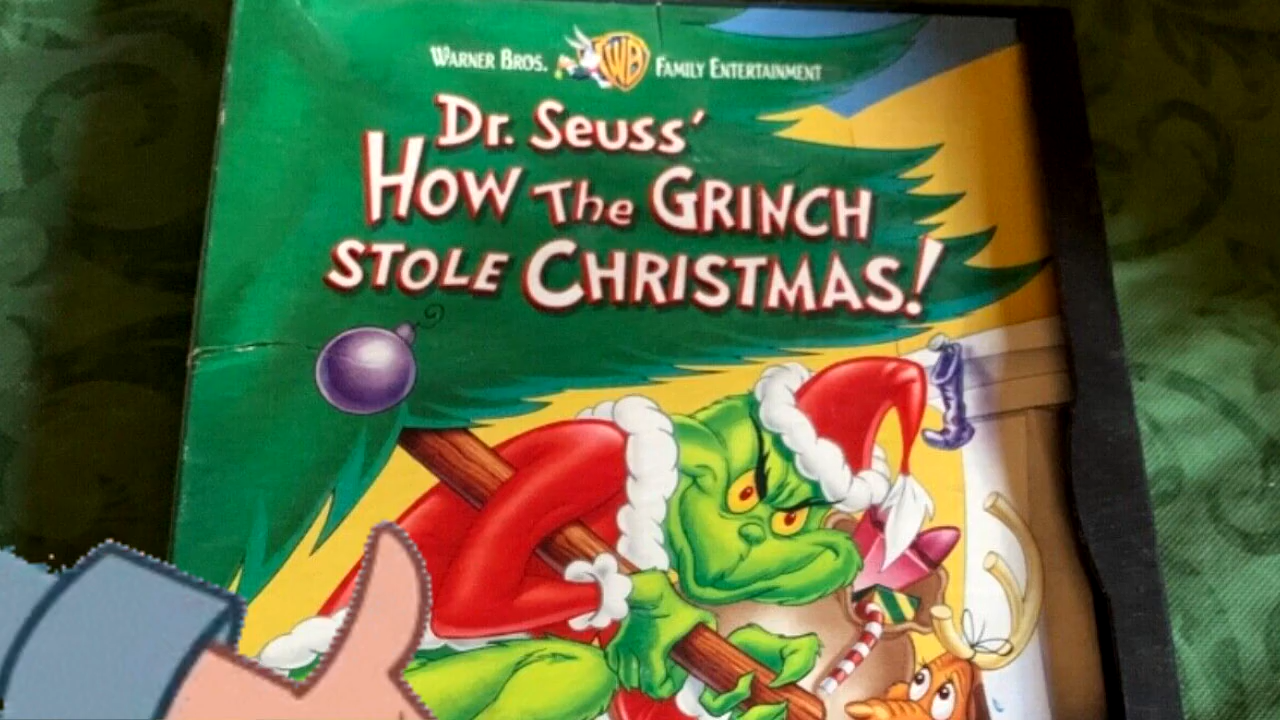 WARNER BROS. WB FAMILY ENTERTAINMENT
Dr. Seuss'
HOW The GRINCH
STOLE CHRISTMAS!